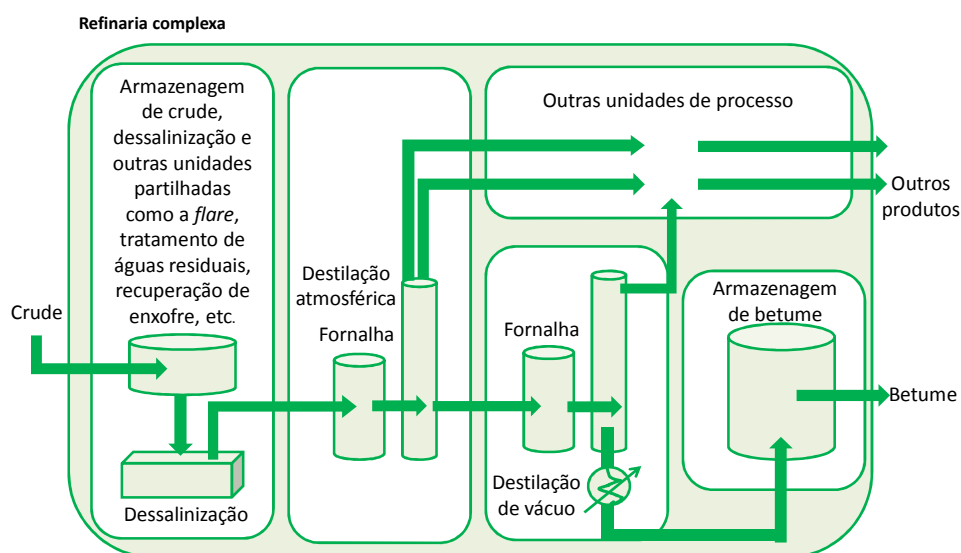 Refinaria complexa
Armazenagem
de crude,
dessalinização e
outras unidades
partilhadas
como a flare,
tratamento de
águas residuais,
recuperação de
enxofre, etc.
Crude
Dessalinização
Destilação
atmosférica
Fornalha
Outras unidades de processo
Outros
produtos
Fornalha
Destilação
de vácuo
Armazenagem
de betume
Betume